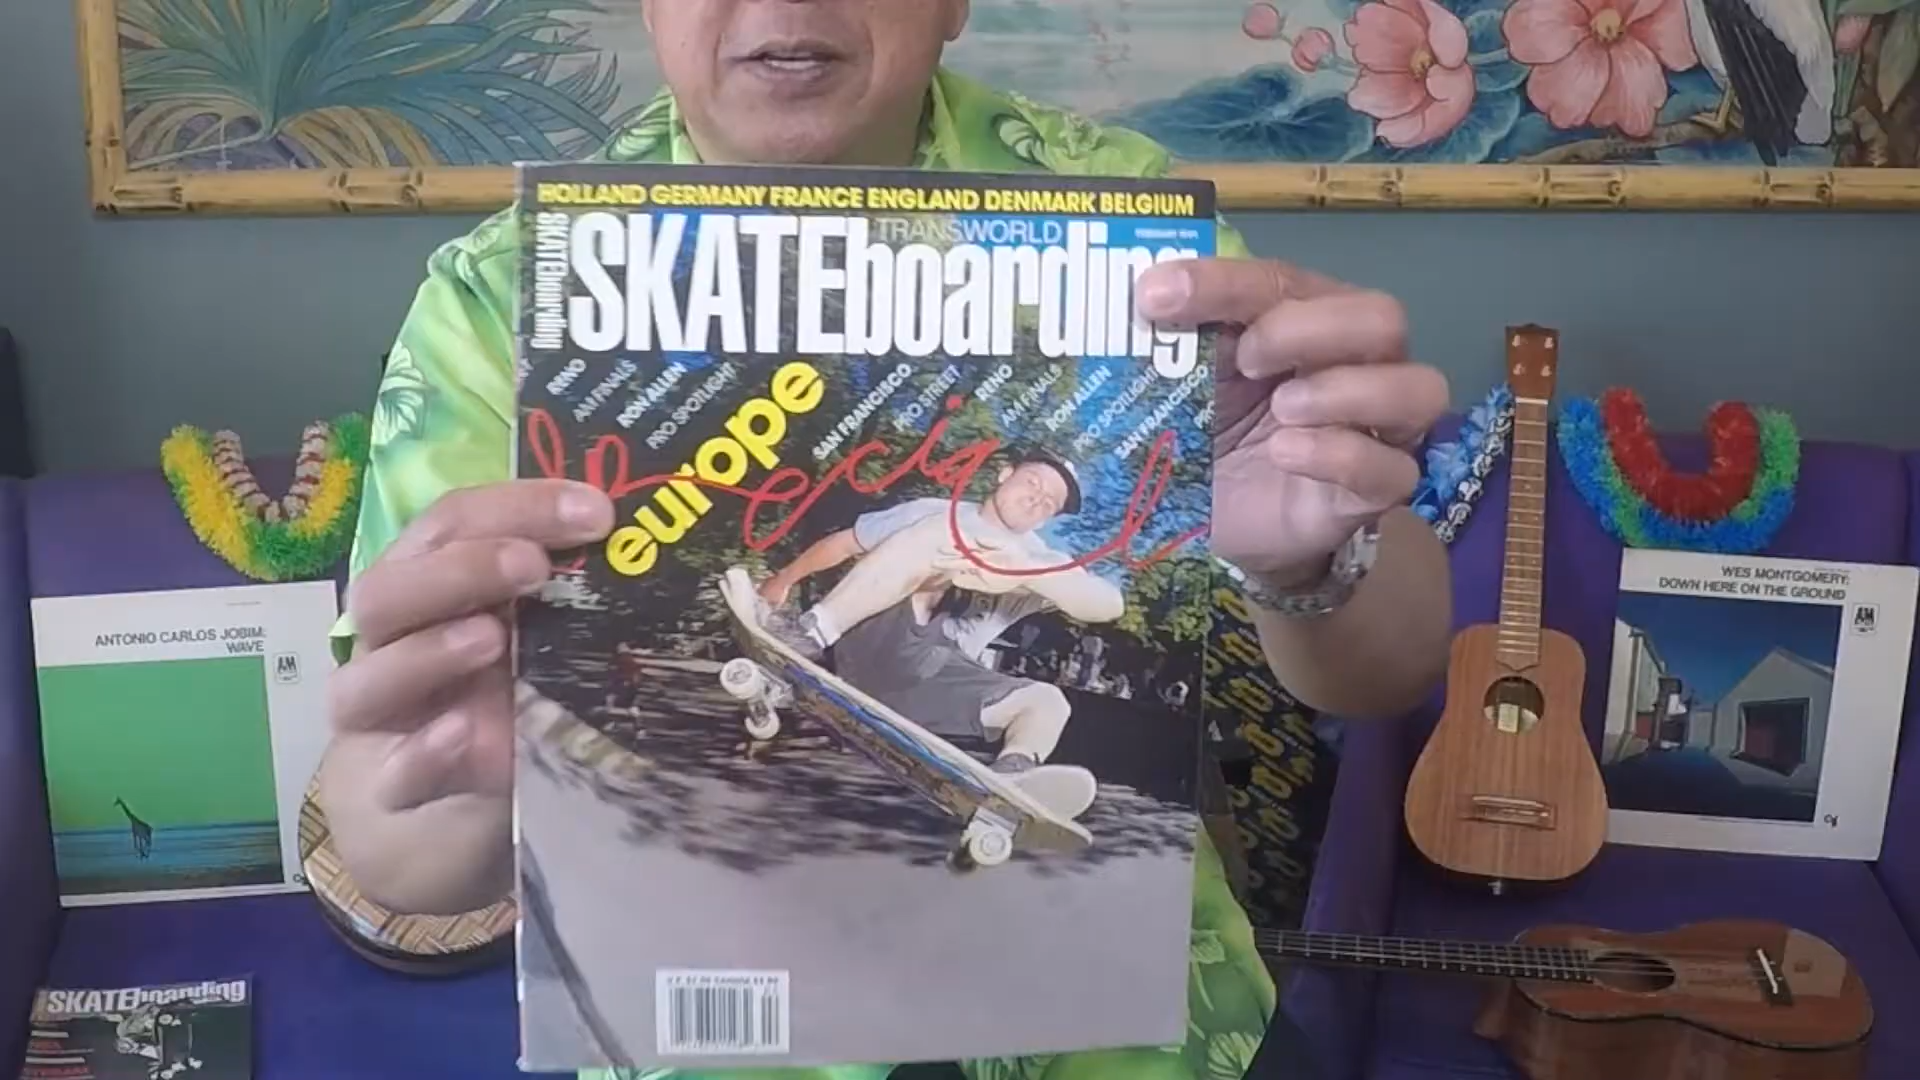 HOLLAND GERMANY FRANCE ENGLAND DENMARK BELGIUM
TRANSWORLD
SKATEboarding
SKATEboarding
RENO
AM FINALS
RON ALLEN
PRO SPOTLIGHT
SAN FRANCISCO
PRO STREET
RENO
AM FINALS
RON ALLEN
PRO SPOTLIGHT
SAN FRANCISCO
europe
special
ANTONIO CARLOS JOBIM:
WAVE
A&M
WES MONTGOMERY:
DOWN HERE ON THE GROUND
A&M
SKATEboarding